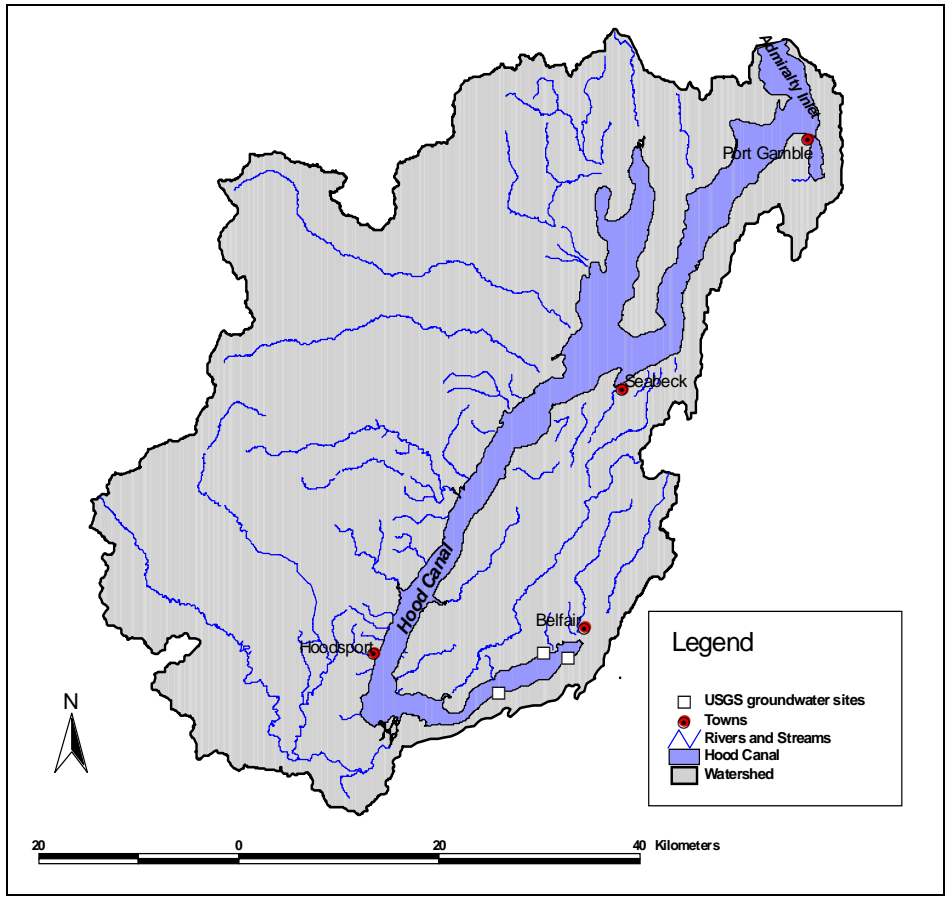 Admiralty Inlet
Port Gamble
Seabeck
Hood Canal
Belfair
Hoodsport
Legend
USGS groundwater sites
Towns
Rivers and Streams
Hood Canal
Watershed
N
20 0 20 40 Kilometers